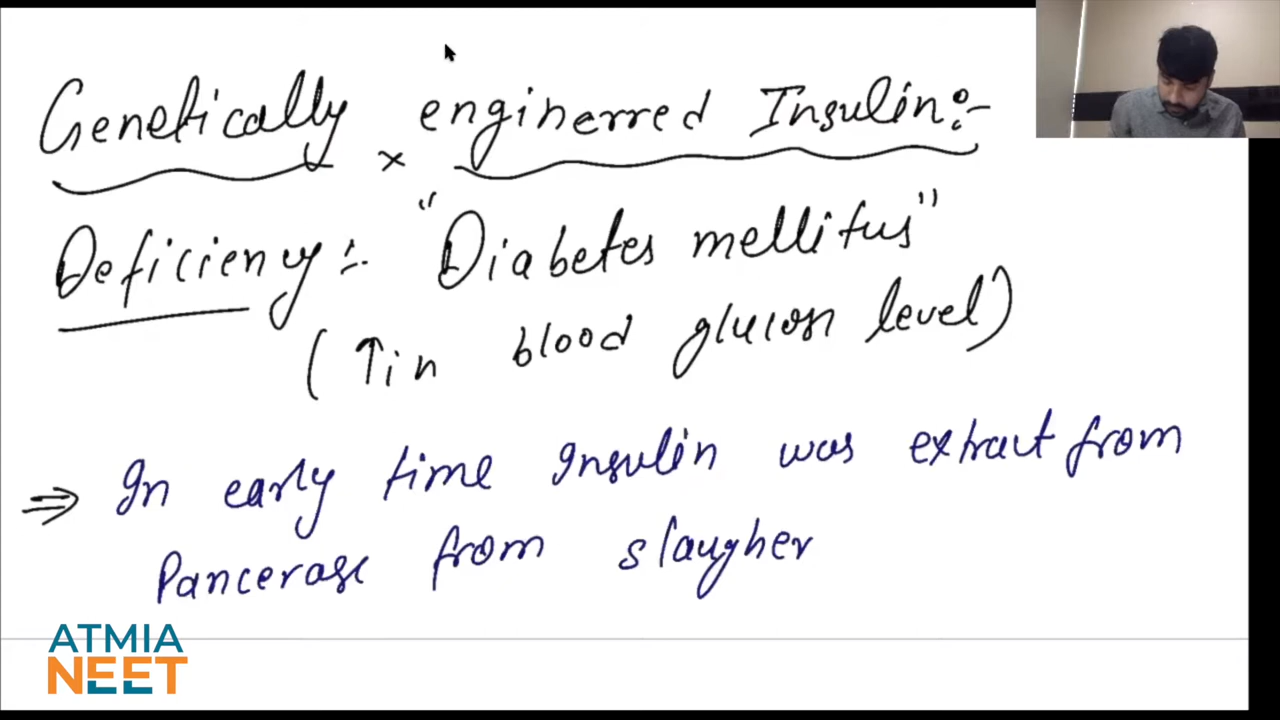 Genetically enginerred Insulin:-
Deficiency:- "Diabetes mellitus"
(↑in blood glucose level)
⇒ In early time Insulin was extract from
Pancerase from slaugher
ATMIA
NEET